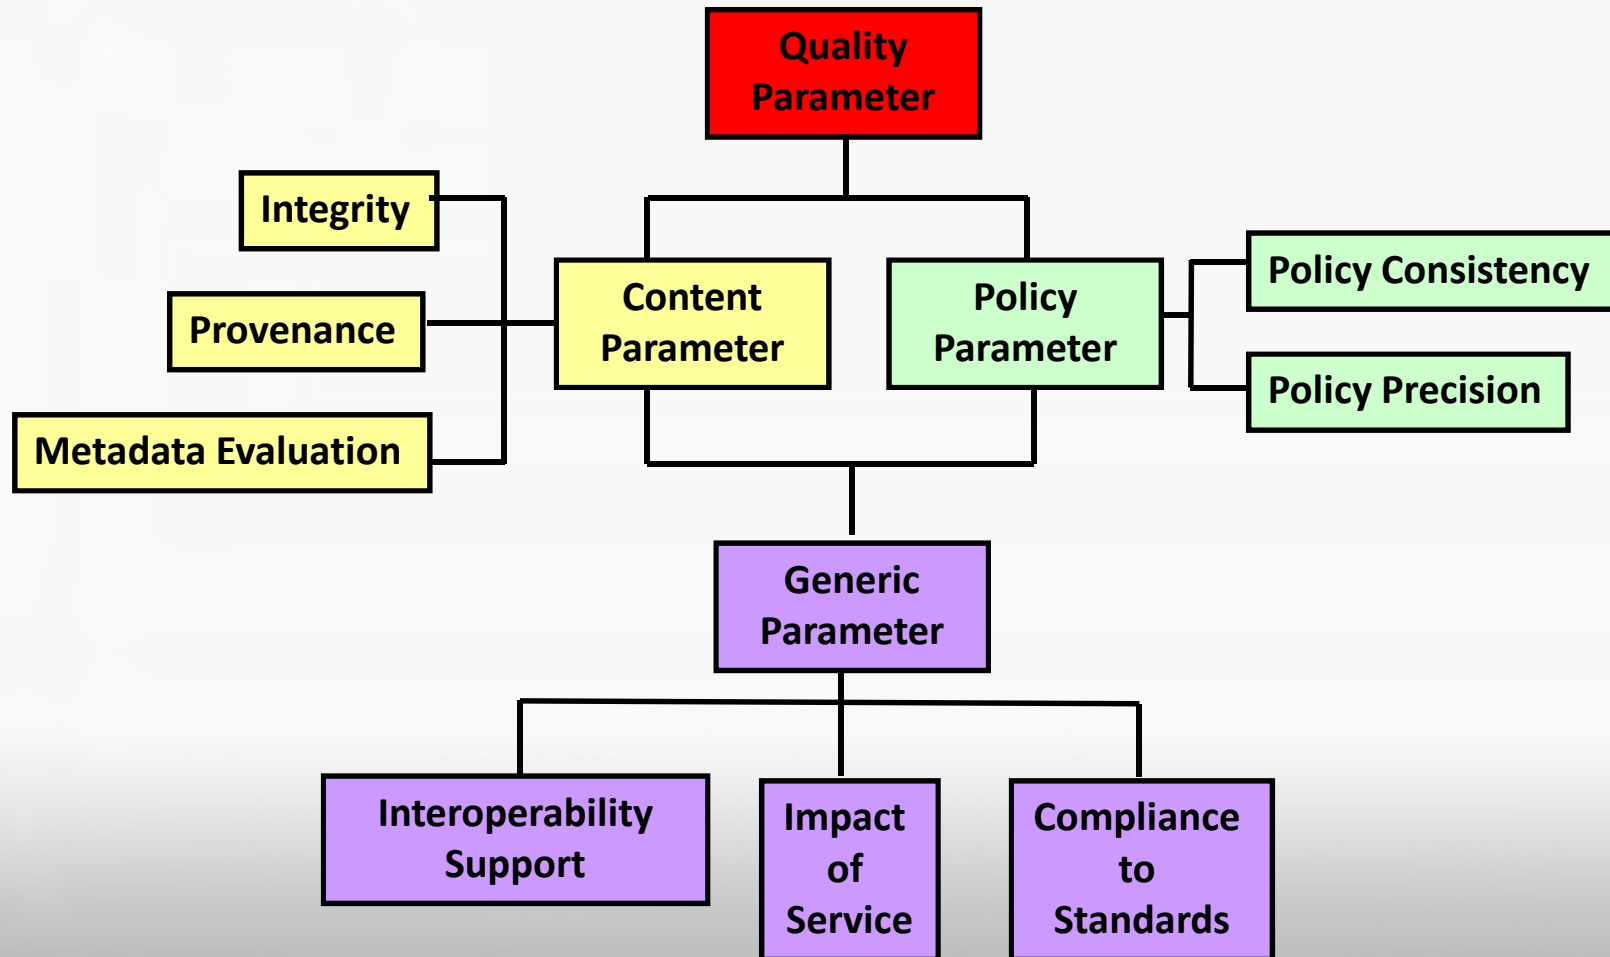 Quality
Parameter
Integrity
Provenance
Metadata Evaluation
Content
Parameter
Policy
Parameter
Policy Consistency
Policy Precision
Generic
Parameter
Interoperability
Support
Impact
of
Service
Compliance
to
Standards